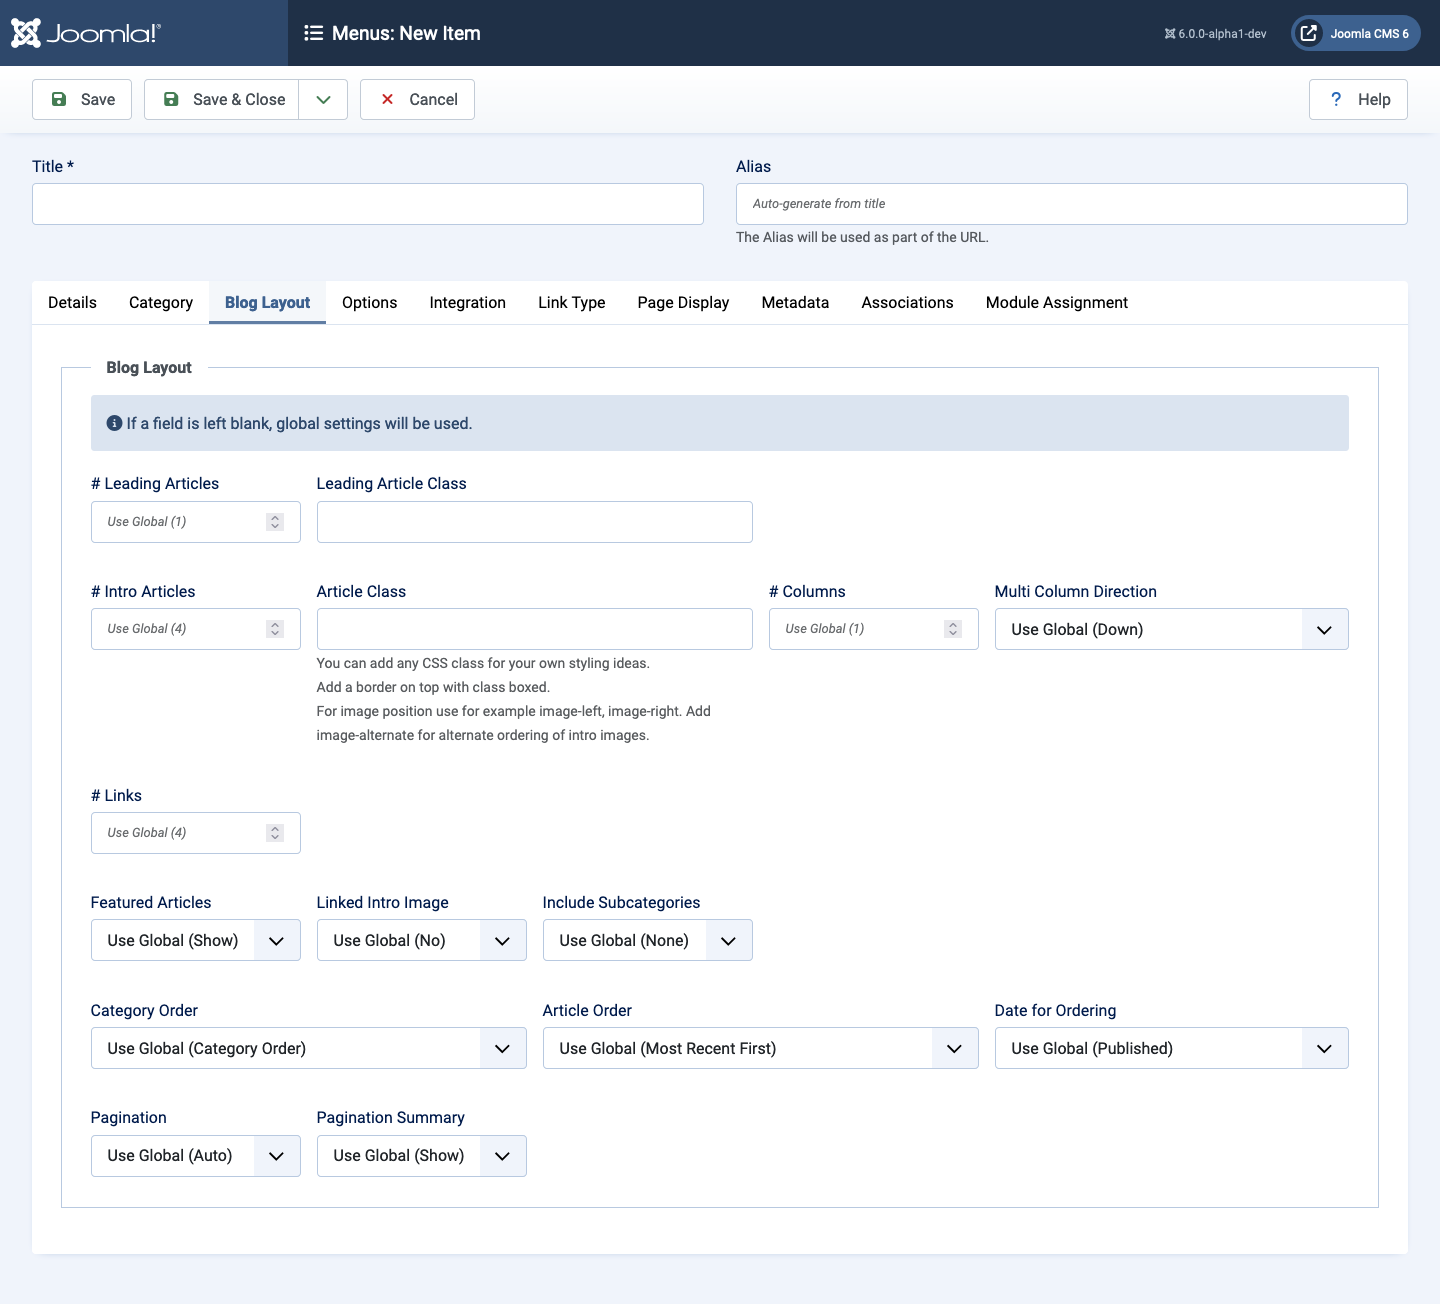 Joomla!®
Menus: New Item
6.0.0-alpha1-dev
Joomla CMS 6
Save
Save & Close
Cancel
? Help
Title *
Alias
Auto-generate from title
The Alias will be used as part of the URL.
Details Category Blog Layout Options Integration Link Type Page Display Metadata Associations Module Assignment
Blog Layout
If a field is left blank, global settings will be used.
# Leading Articles Leading Article Class
Use Global (1)
# Intro Articles Article Class # Columns Multi Column Direction
Use Global (4) Use Global (1) Use Global (Down)
You can add any CSS class for your own styling ideas.
Add a border on top with class boxed.
For image position use for example image-left, image-right. Add
image-alternate for alternate ordering of intro images.
# Links
Use Global (4)
Featured Articles Linked Intro Image Include Subcategories
Use Global (Show) Use Global (No) Use Global (None)
Category Order Article Order Date for Ordering
Use Global (Category Order) Use Global (Most Recent First) Use Global (Published)
Pagination Pagination Summary
Use Global (Auto) Use Global (Show)